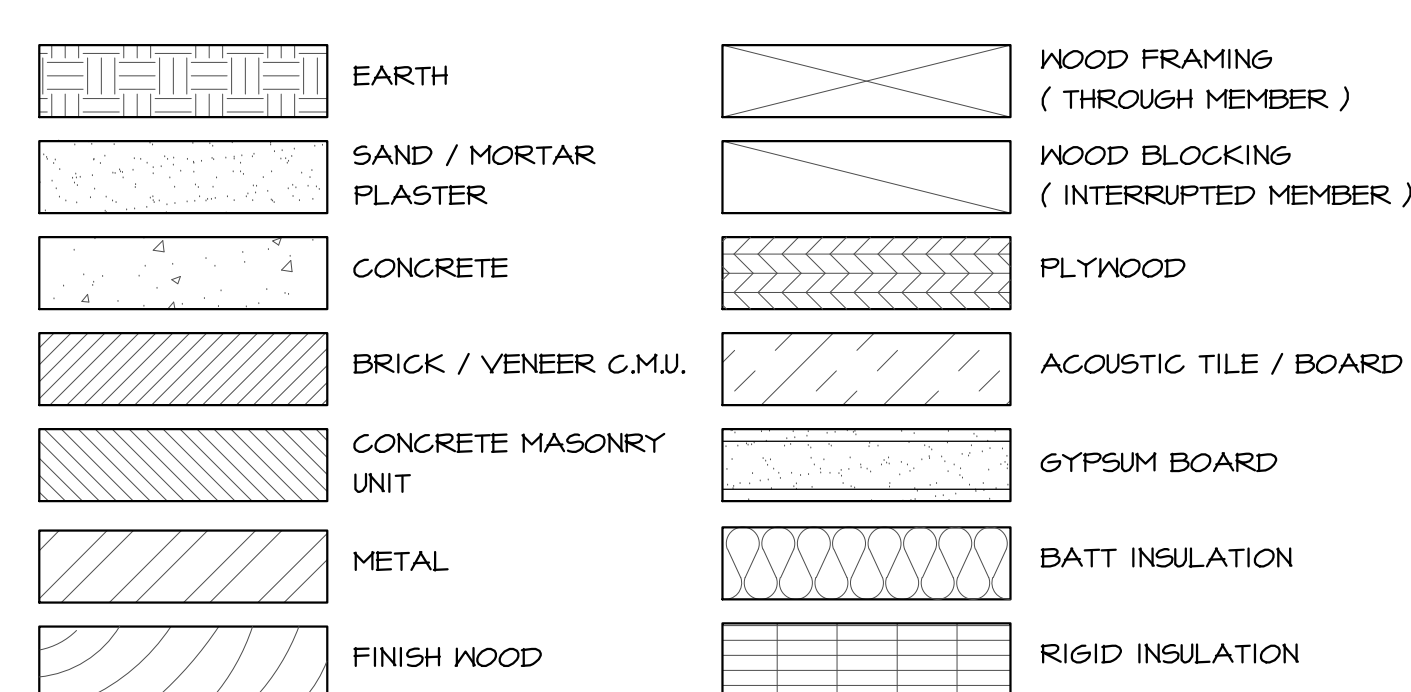 EARTH
SAND / MORTAR
PLASTER
CONCRETE
BRICK / VENEER C.M.U.
CONCRETE MASONRY
UNIT
METAL
FINISH WOOD
WOOD FRAMING
( THROUGH MEMBER )
WOOD BLOCKING
( INTERRUPTED MEMBER )
PLYWOOD
ACOUSTIC TILE / BOARD
GYPSUM BOARD
BATT INSULATION
RIGID INSULATION